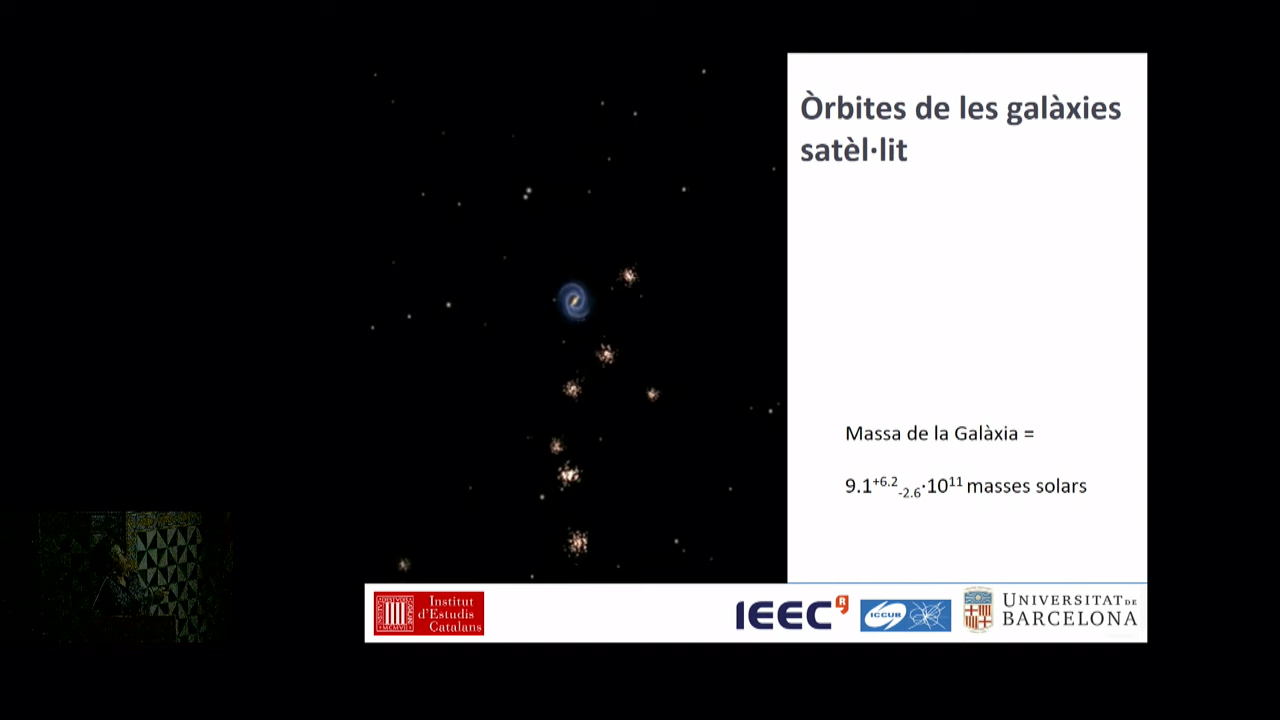 Òrbites de les galàxies
satèl·lit
Massa de la Galàxia =
9.1+6.2-2.6·10¹¹ masses solars
Institut
d'Estudis
Catalans
IEEC R
ICCUB
UNIVERSITAT DE
BARCELONA